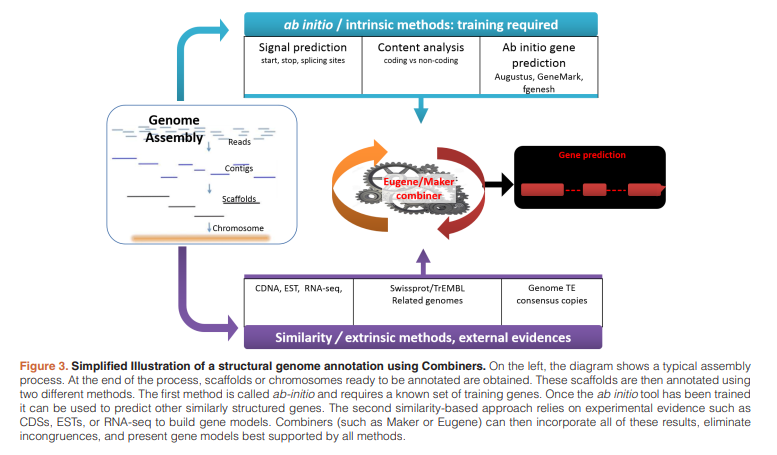 ab initio / intrinsic methods: training required
Signal prediction
start, stop, splicing sites
Content analysis
coding vs non-coding
Ab initio gene
prediction
Augustus, GeneMark,
fgenesh
Genome
Assembly
Reads
Contigs
Scaffolds
Chromosome
Eugene/Maker
combiner
Gene prediction
CDNA, EST, RNA-seq,
Swissprot/TrEMBL
Related genomes
Genome TE
consensus copies
Similarity / extrinsic methods, external evidences
Figure 3. Simplified Illustration of a structural genome annotation using Combiners. On the left, the diagram shows a typical assembly
process. At the end of the process, scaffolds or chromosomes ready to be annotated are obtained. These scaffolds are then annotated using
two different methods. The first method is called ab-initio and requires a known set of training genes. Once the ab initio tool has been trained
it can be used to predict other similarly structured genes. The second similarity-based approach relies on experimental evidence such as
CDSs, ESTs, or RNA-seq to build gene models. Combiners (such as Maker or Eugene) can then incorporate all of these results, eliminate
incongruences, and present gene models best supported by all methods.